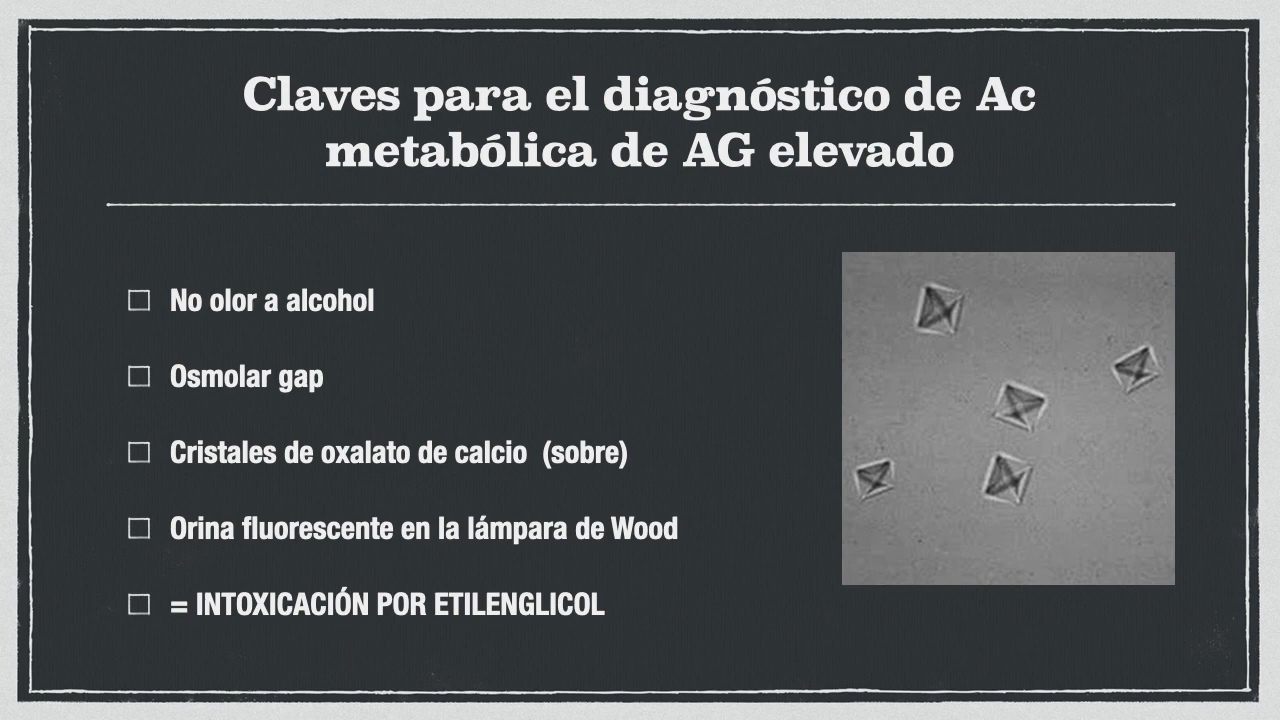 Claves para el diagnóstico de Ac
metabólica de AG elevado
No olor a alcohol
Osmolar gap
Cristales de oxalato de calcio  (sobre)
Orina fluorescente en la lámpara de Wood
= INTOXICACIÓN POR ETILENGLICOL